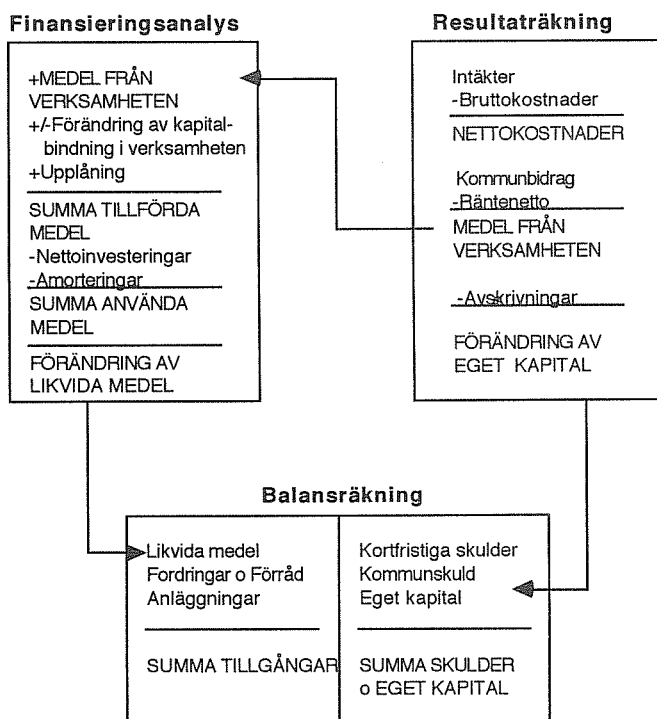 Finansieringsanalys
+MEDEL FRÅN
VERKSAMHETEN
+/-Förändring av kapital-
bindning i verksamheten
+Upplåning
SUMMA TILLFÖRDA
MEDEL
-Nettoinvesteringar
-Amorteringar
SUMMA ANVÄNDA
MEDEL
FÖRÄNDRING AV
LIKVIDA MEDEL
Resultaträkning
Intäkter
-Bruttokostnader
NETTOKOSTNADER
Kommunbidrag
-Räntenetto
MEDEL FRÅN
VERKSAMHETEN
-Avskrivningar
FÖRÄNDRING AV
EGET KAPITAL
Balansräkning
Likvida medel
Fordringar o Förråd
Anläggningar
SUMMA TILLGÅNGAR
Kortfristiga skulder
Kommunskuld
Eget kapital
SUMMA SKULDER
o EGET KAPITAL